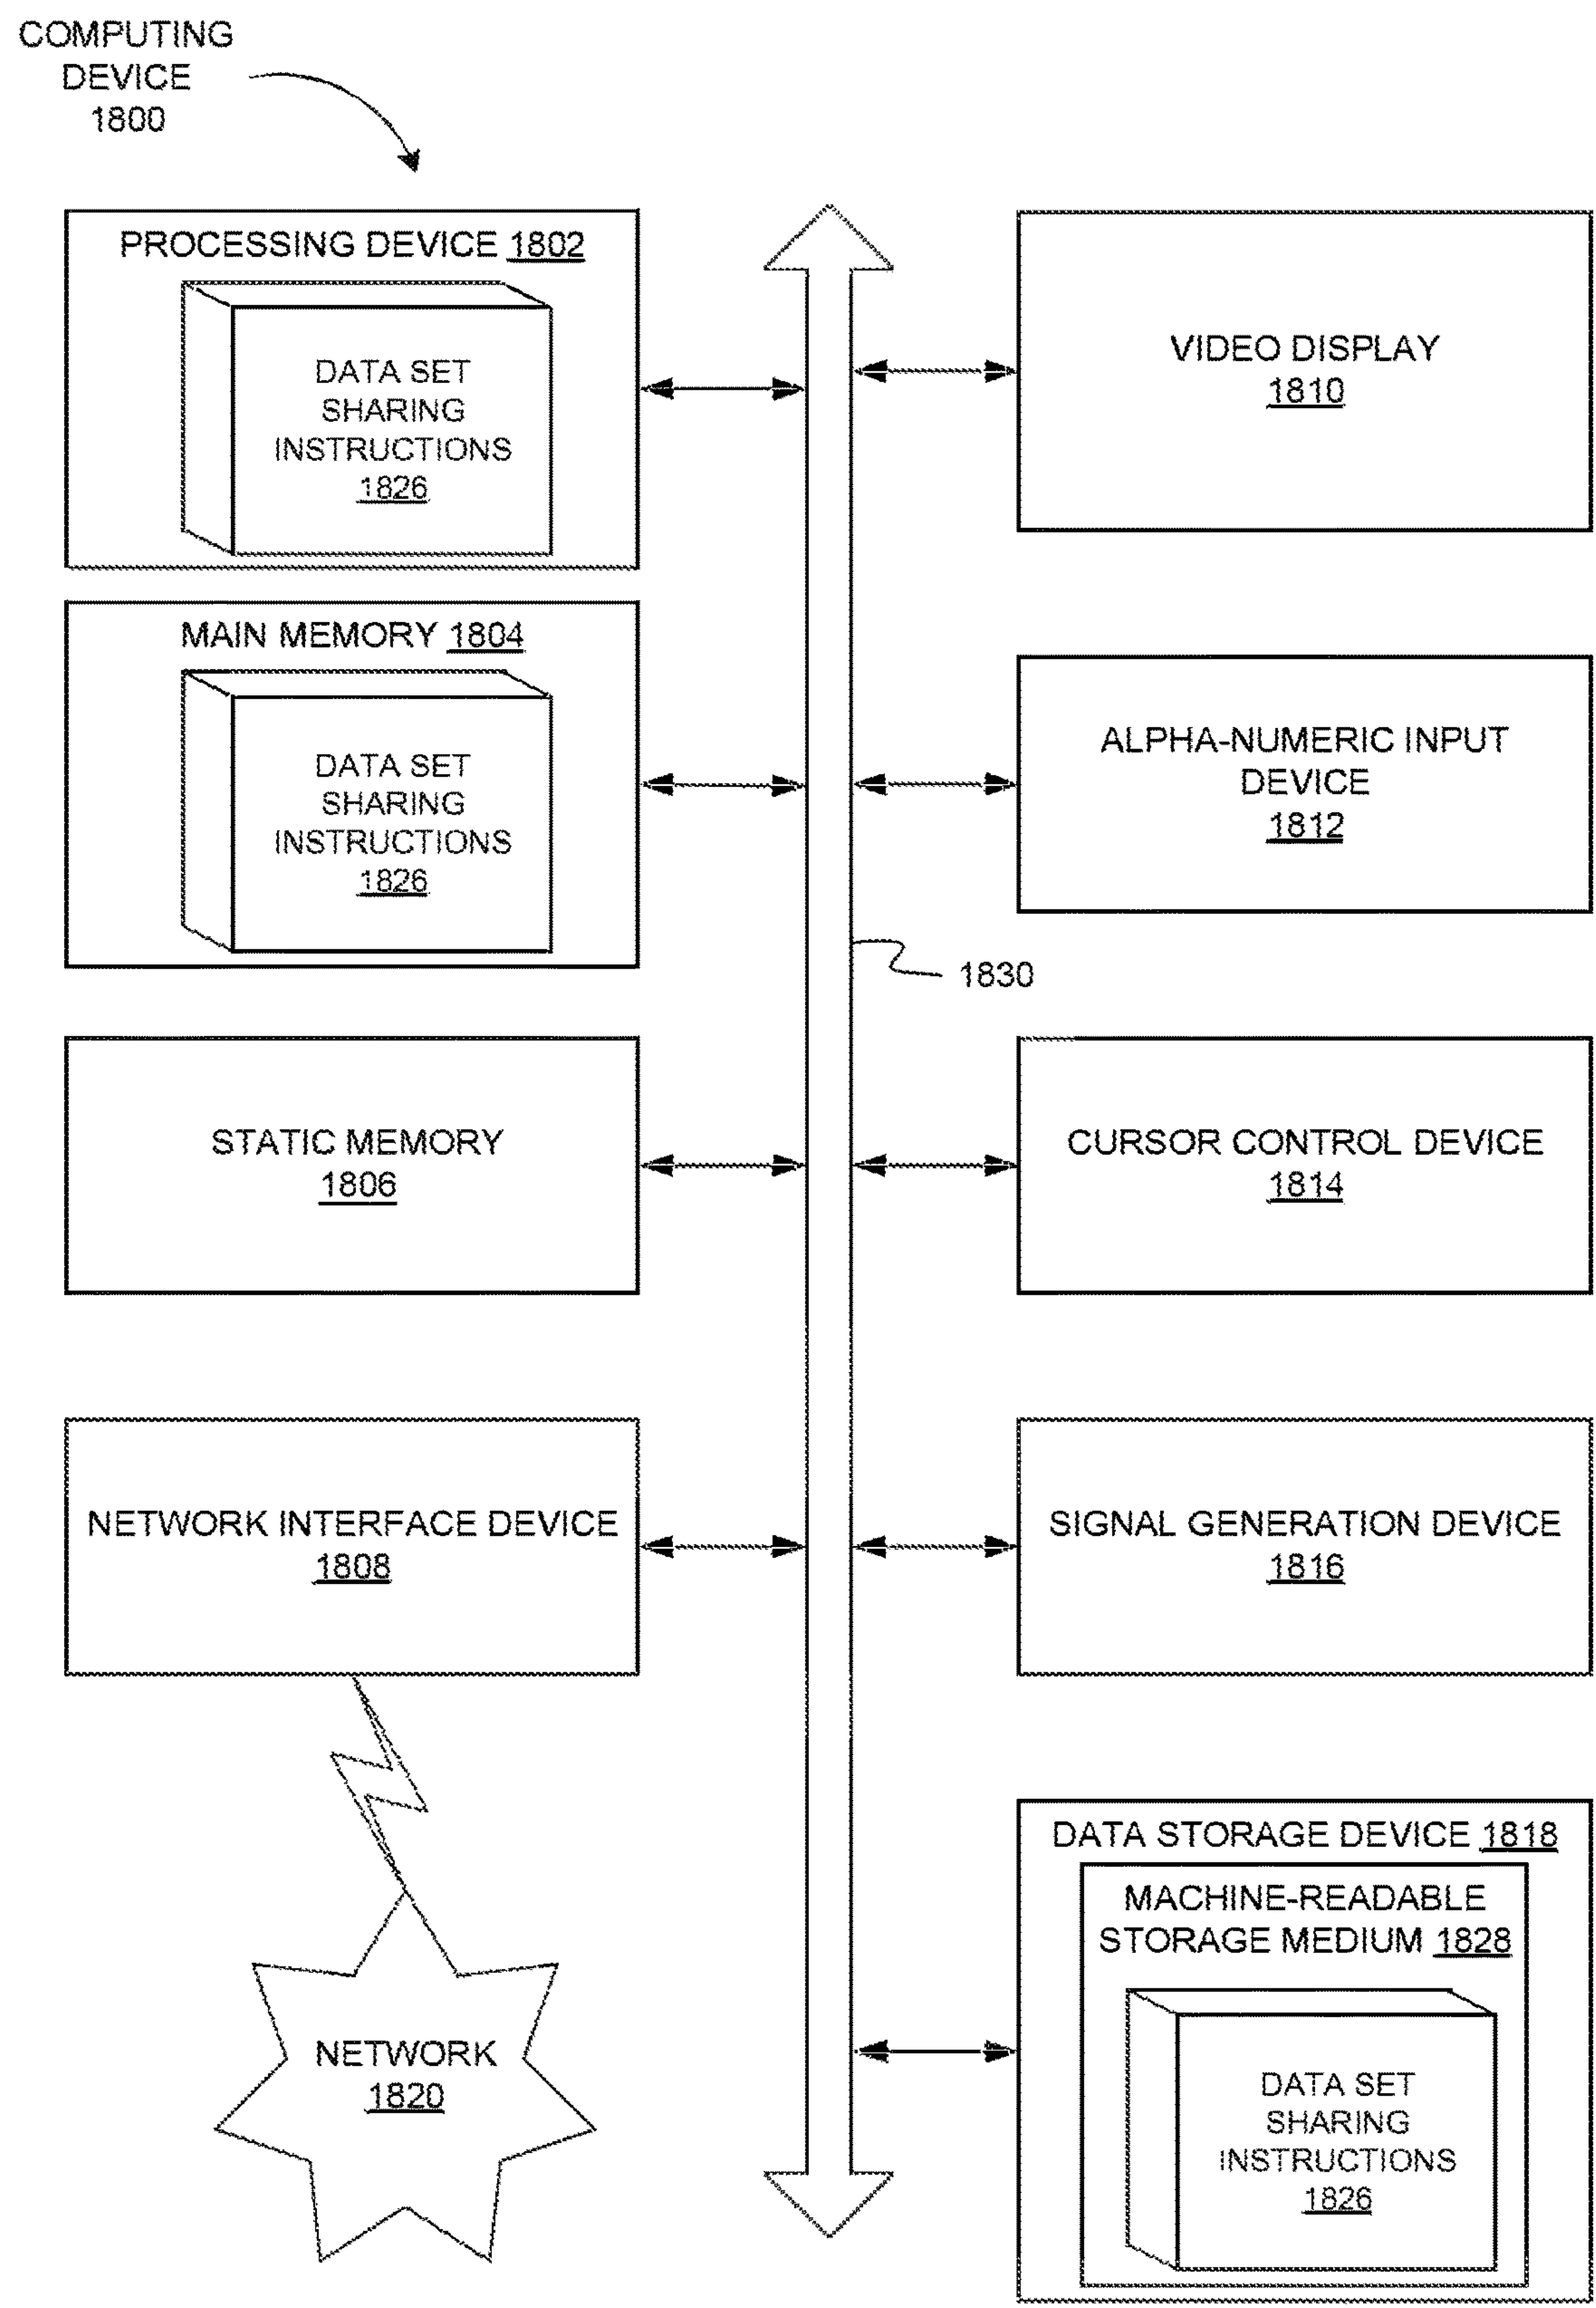 COMPUTING
DEVICE
1800
PROCESSING DEVICE 1802
DATA SET
SHARING
INSTRUCTIONS
1826
MAIN MEMORY 1804
DATA SET
SHARING
INSTRUCTIONS
1826
STATIC MEMORY
1806
NETWORK INTERFACE DEVICE
1808
NETWORK
1820
1830
VIDEO DISPLAY
1810
ALPHA-NUMERIC INPUT
DEVICE
1812
CURSOR CONTROL DEVICE
1814
SIGNAL GENERATION DEVICE
1816
DATA STORAGE DEVICE 1818
MACHINE-READABLE
STORAGE MEDIUM 1828
DATA SET
SHARING
INSTRUCTIONS
1826